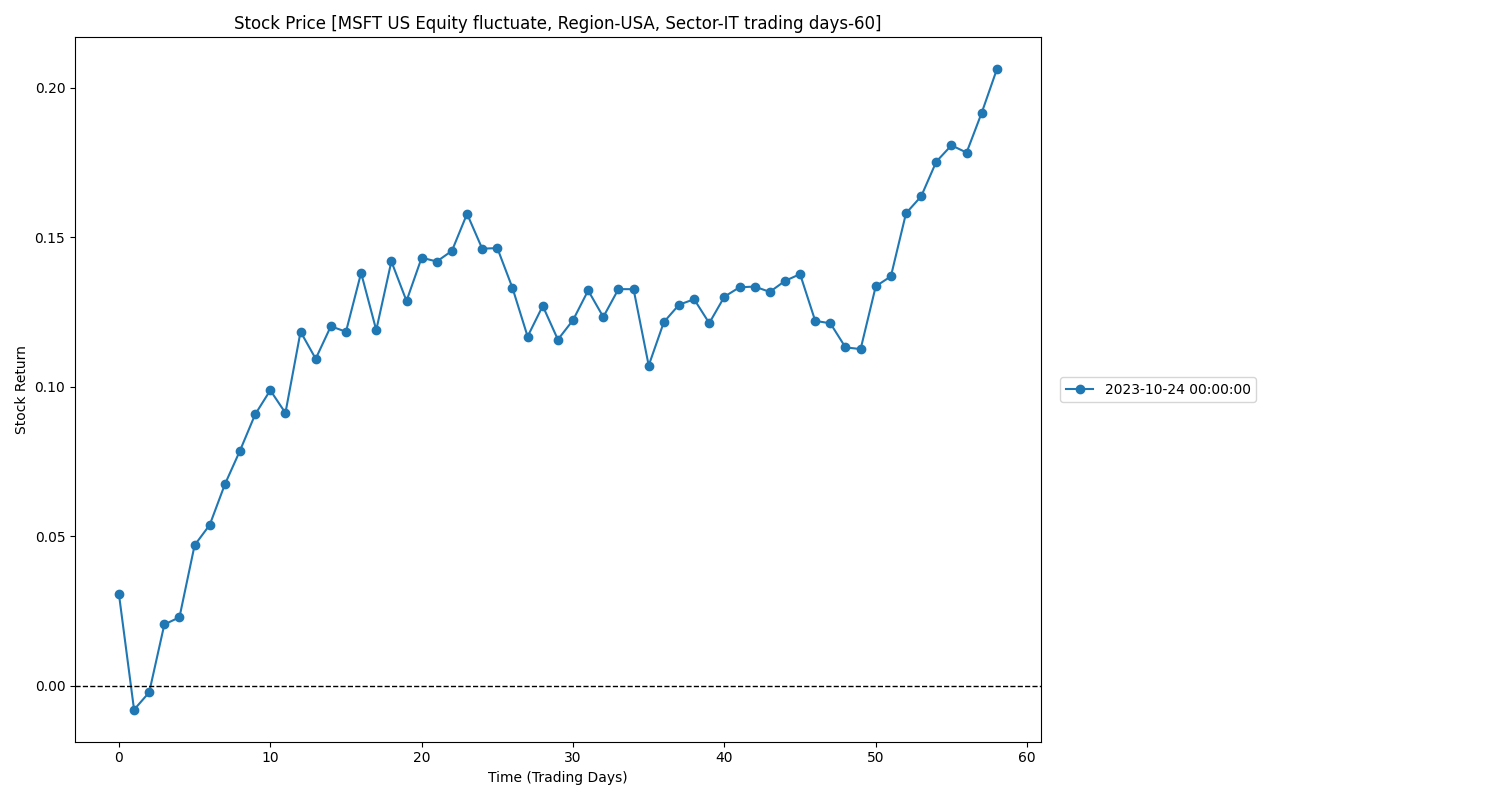 Stock Price [MSFT US Equity fluctuate, Region-USA, Sector-IT trading days-60]
Stock Return
0.20
0.15
0.10
0.05
0.00
0 10 20 30 40 50 60
Time (Trading Days)
2023-10-24 00:00:00